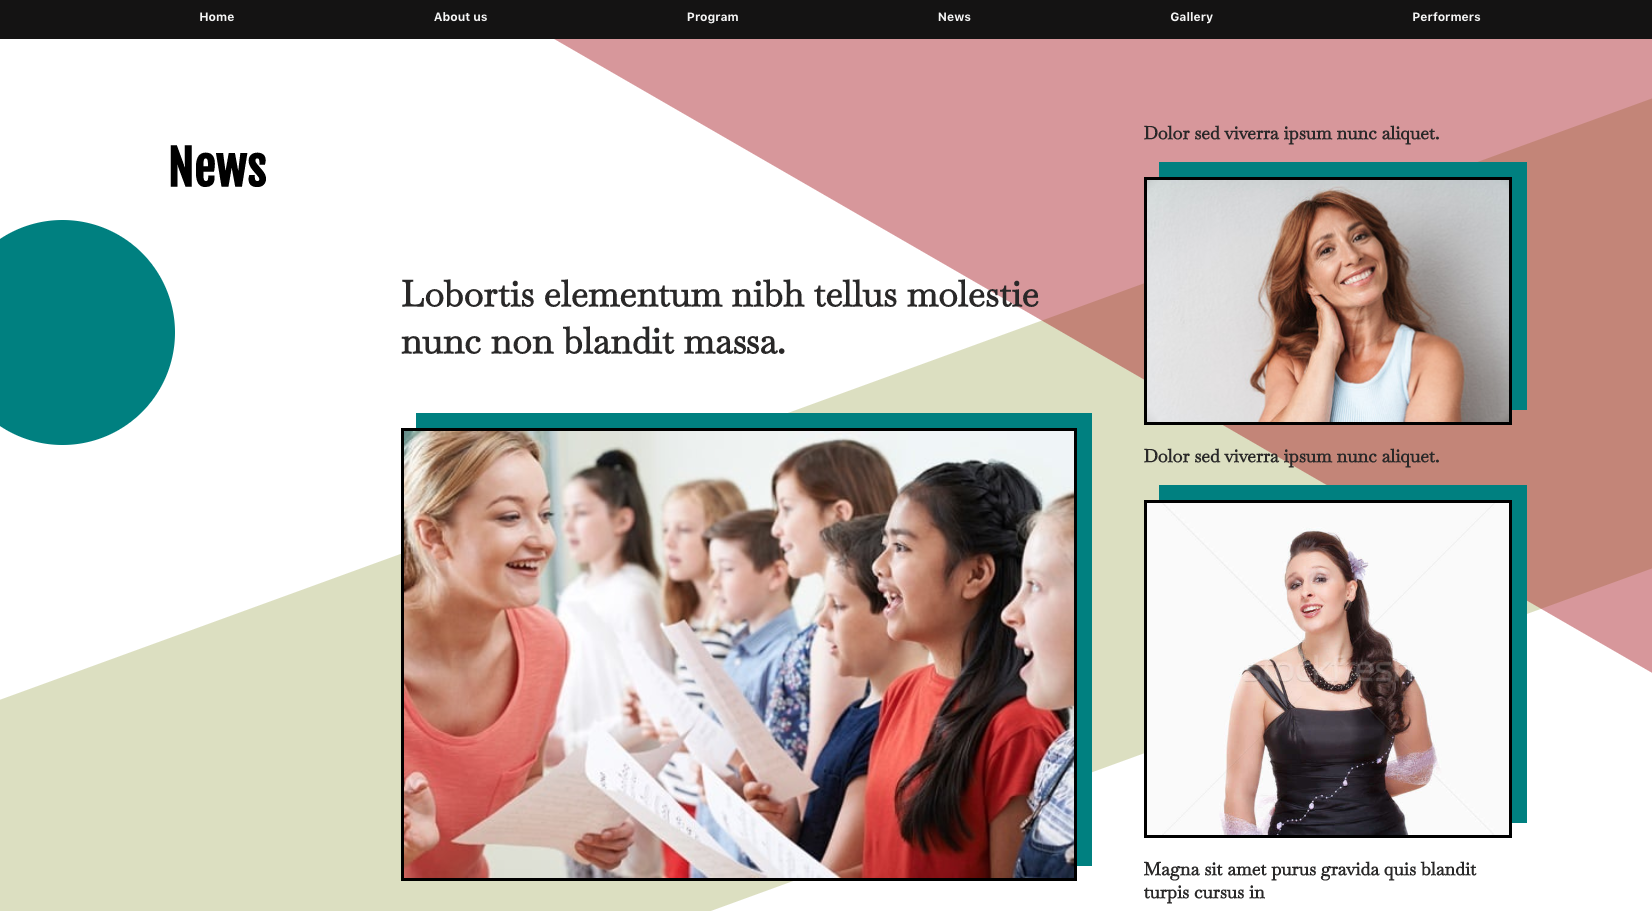 Home
About us
Program
News
Gallery
Performers
News
Lobortis elementum nibh tellus molestie
nunc non blandit massa.
Dolor sed viverra ipsum nunc aliquet.
Dolor sed viverra ipsum nunc aliquet.
Magna sit amet purus gravida quis blandit
turpis cursus in